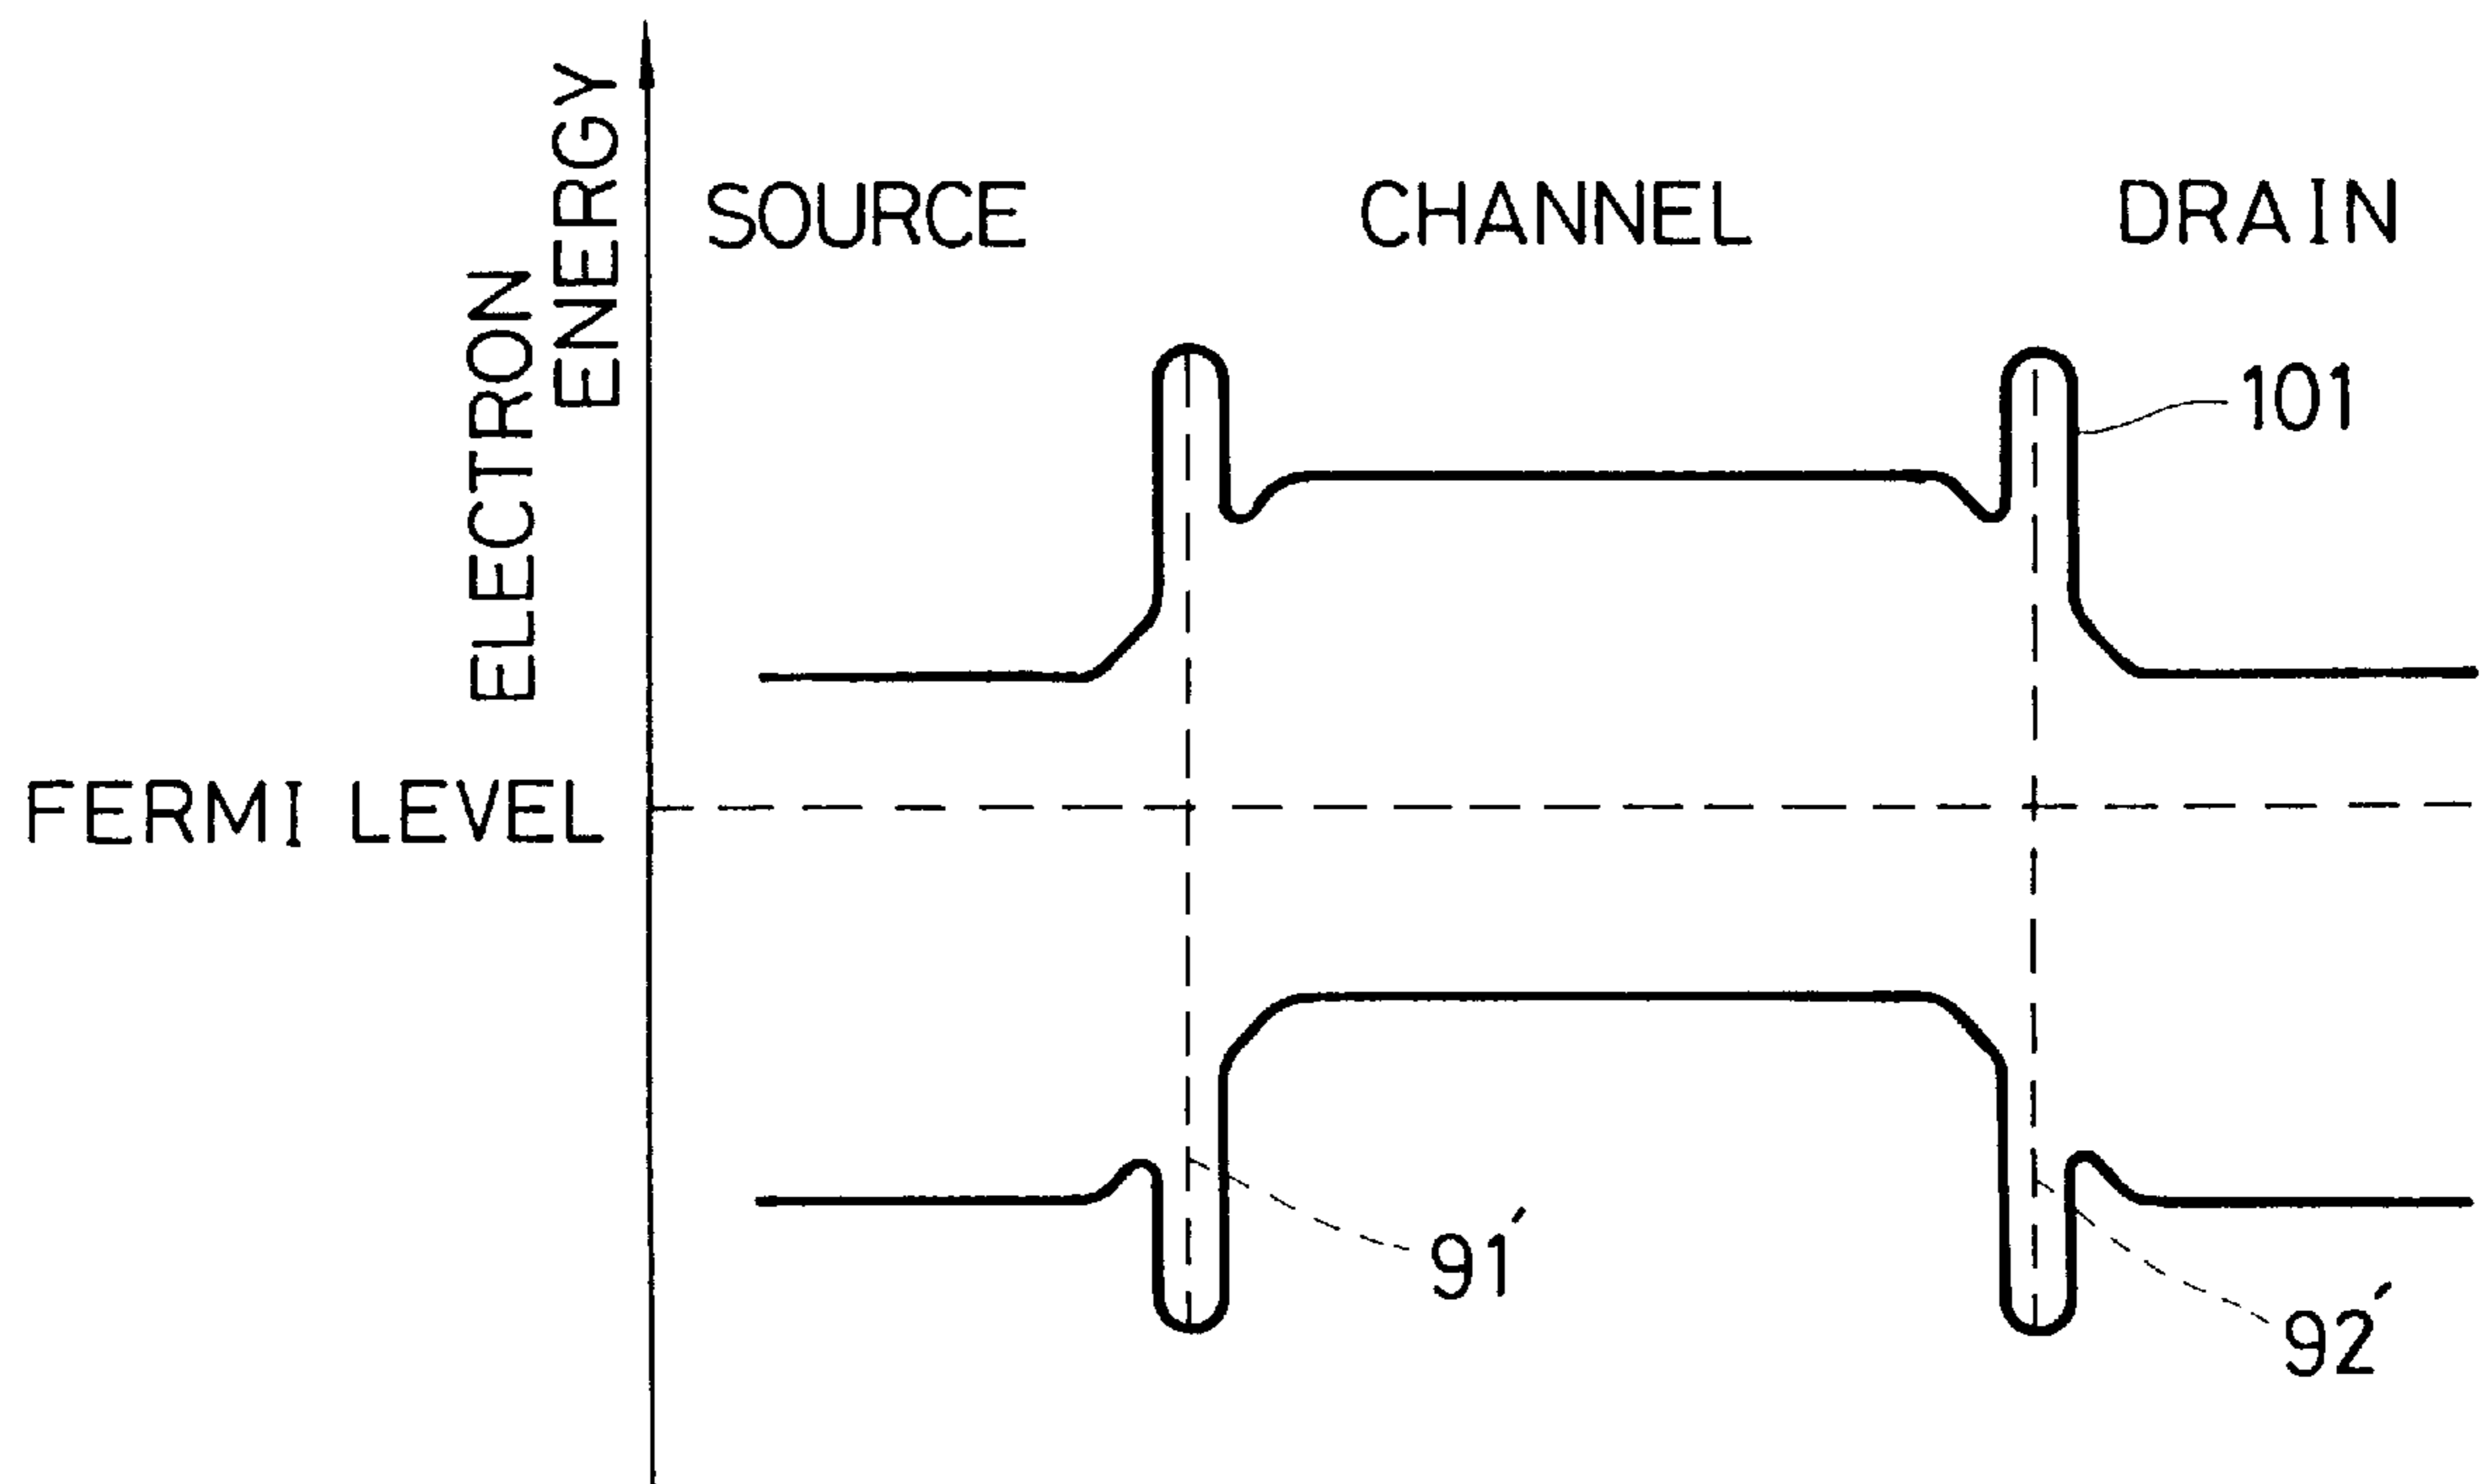 ELECTRON
ENERGY
SOURCE CHANNEL DRAIN
101
FERMI LEVEL
91′
92′